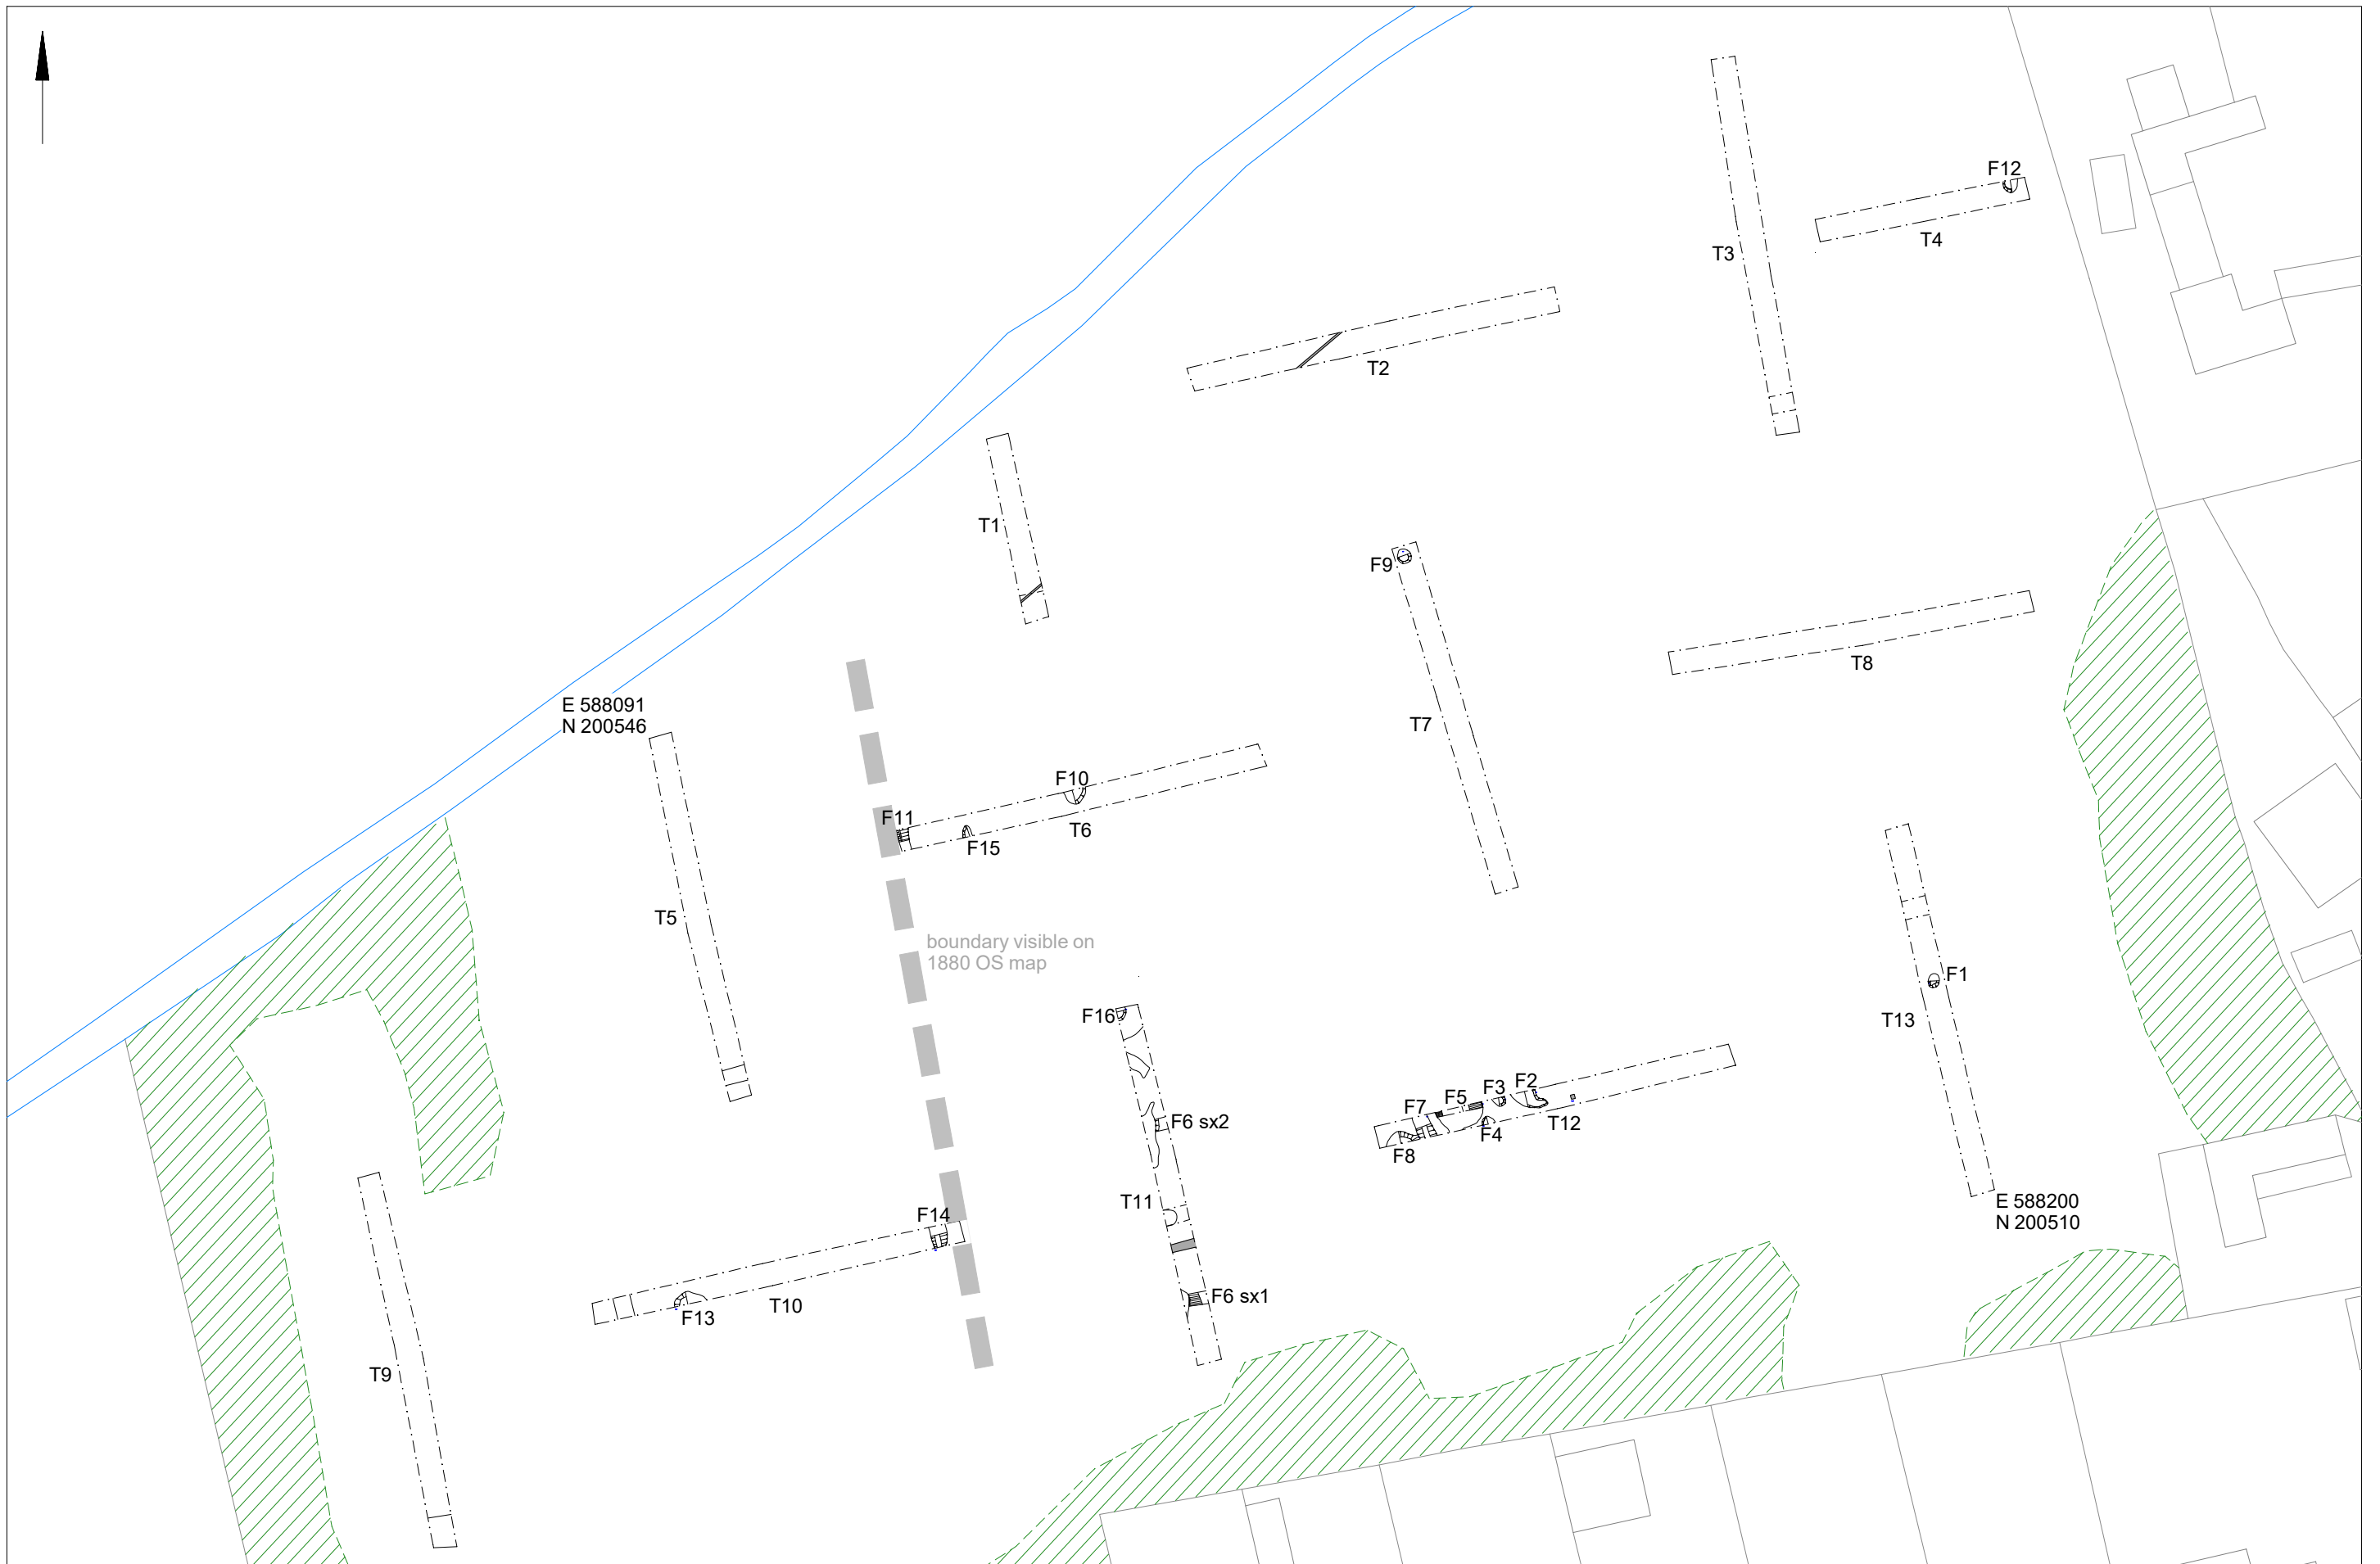 F12
T3
T4
T2
T1
F9
E 588091
N 200546
T8
T7
F10
F11
T6
F15
T5
boundary visible on
1880 OS map
F1
F16
T13
F3
F2
F5
F7
F6 sx2
T12
F4
F8
T11
E 588200
N 200510
F14
F6 sx1
T10
F13
T9